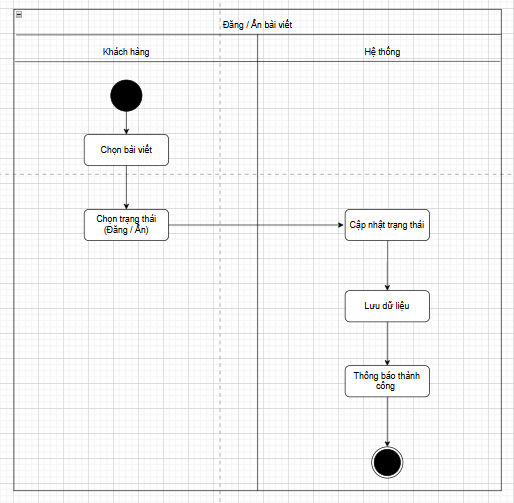 Đăng / Ẩn bài viết
Khách hàng
Hệ thống
Chọn bài viết
Chọn trạng thái
(Đăng / Ẩn)
Cập nhật trạng thái
Lưu dữ liệu
Thông báo thành
công